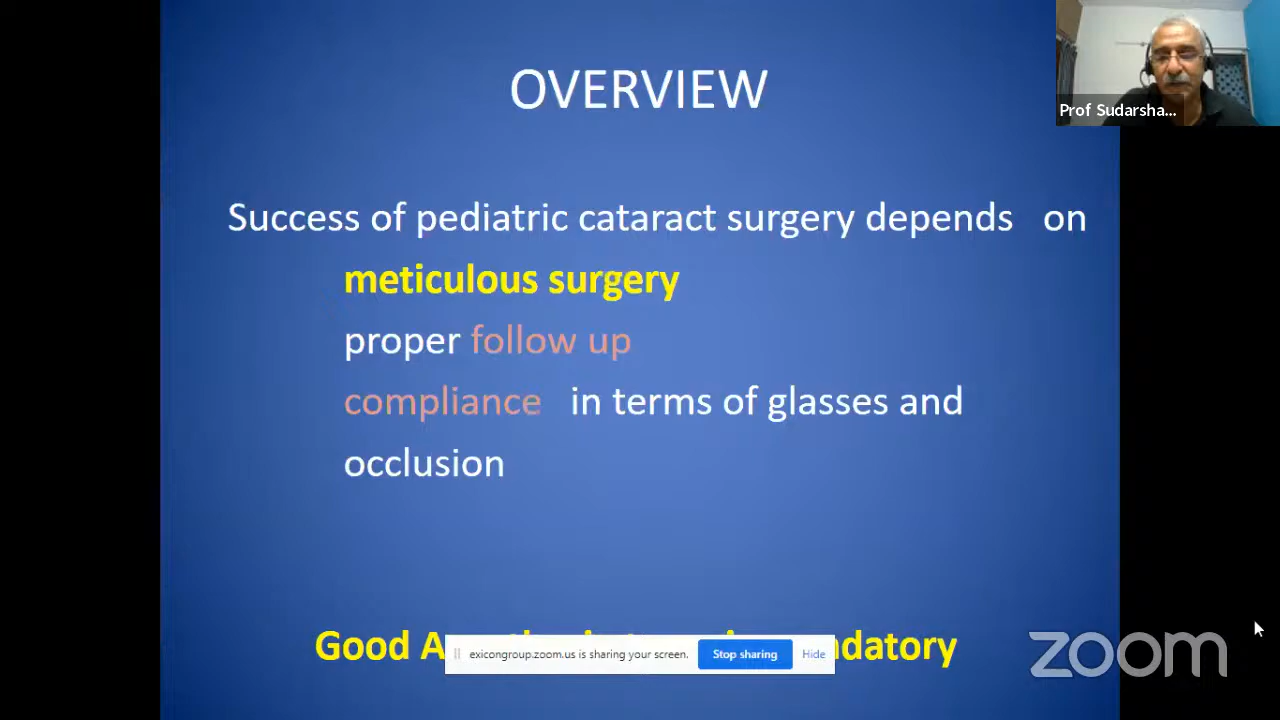 OVERVIEW
Prof Sudarsha...
Success of pediatric cataract surgery depends on
meticulous surgery
proper follow up
compliance in terms of glasses and
occlusion
Good
exicongroup.zoom.us is sharing your screen. Stop sharing Hide
zoom